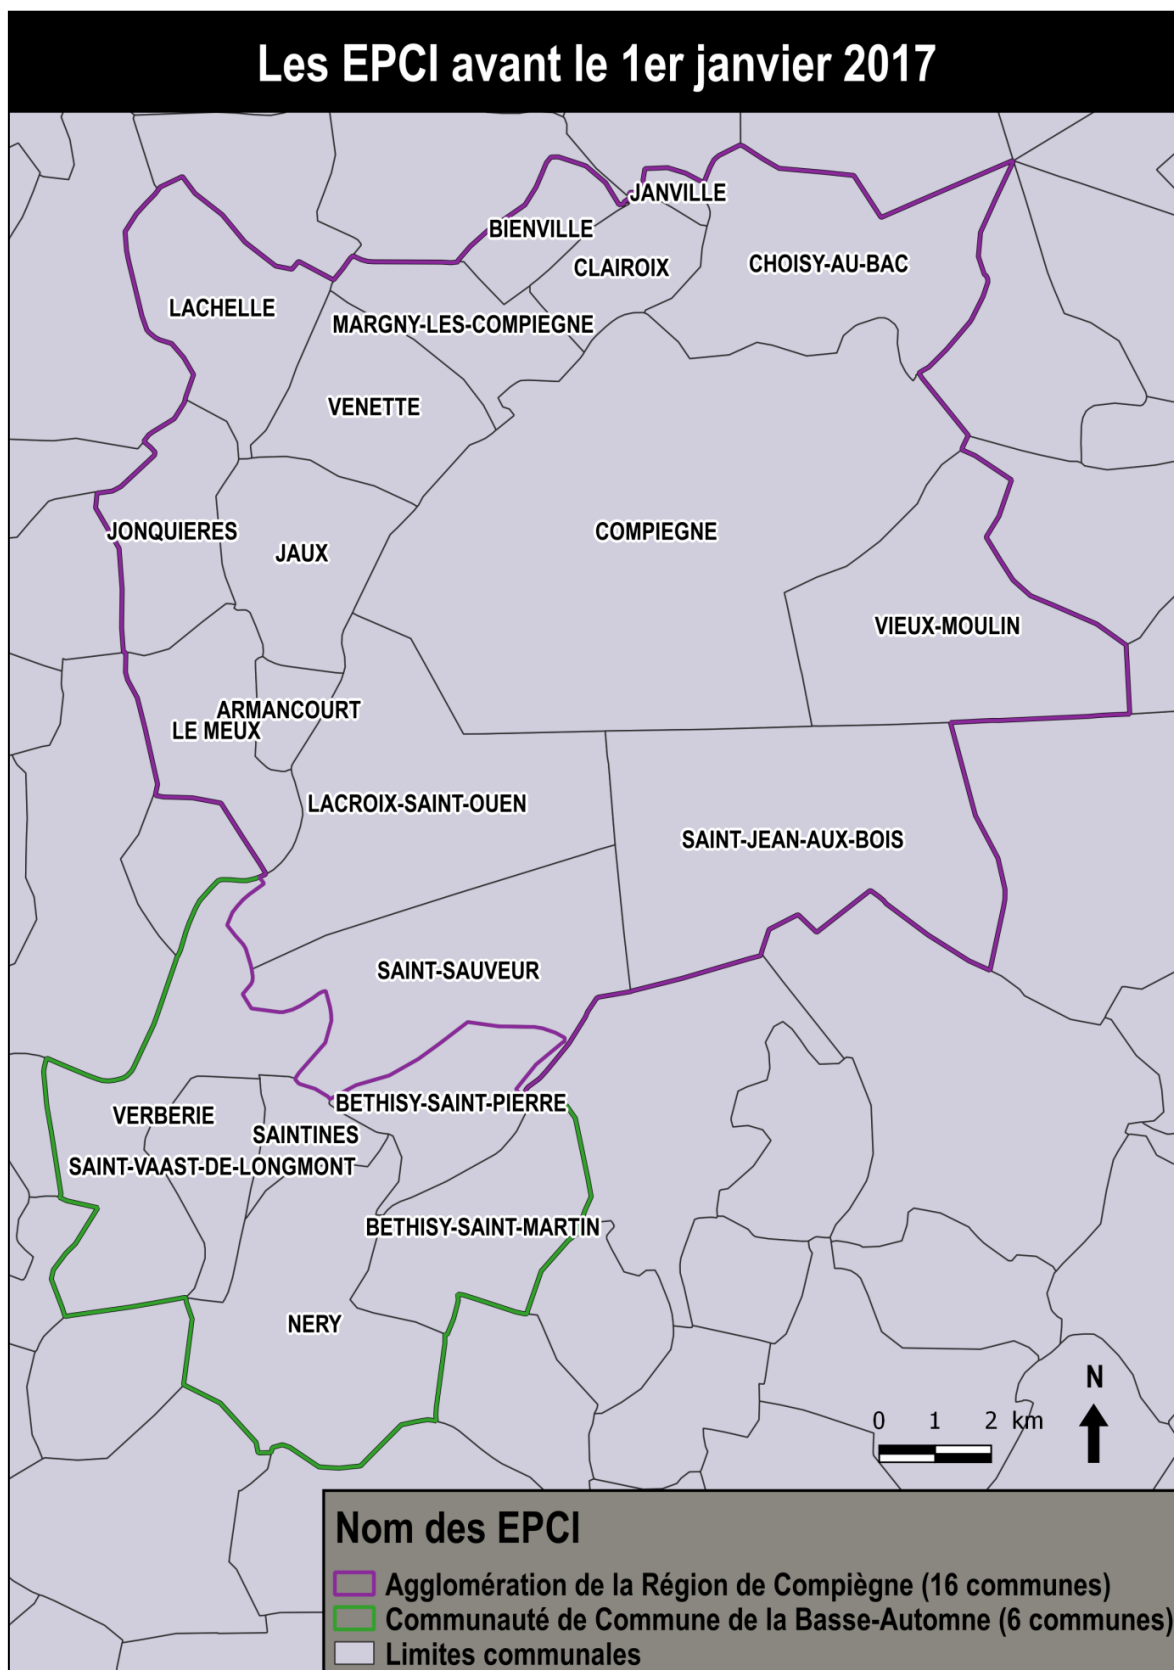 Les EPCI avant le 1er janvier 2017
JANVILLE
BIENVILLE
CLAIROIX
CHOISY-AU-BAC
LACHELLE
MARGNY-LES-COMPIEGNE
VENETTE
JONQUIERES
JAUX
COMPIEGNE
VIEUX-MOULIN
ARMANCOURT
LE MEUX
LACROIX-SAINT-OUEN
SAINT-JEAN-AUX-BOIS
SAINT-SAUVEUR
BETHISY-SAINT-PIERRE
VERBERIE
SAINTINES
SAINT-VAAST-DE-LONGMONT
BETHISY-SAINT-MARTIN
NERY
N
0 1 2 km
Nom des EPCI
Agglomération de la Région de Compiègne (16 communes)
Communauté de Commune de la Basse-Automne (6 communes)
Limites communales